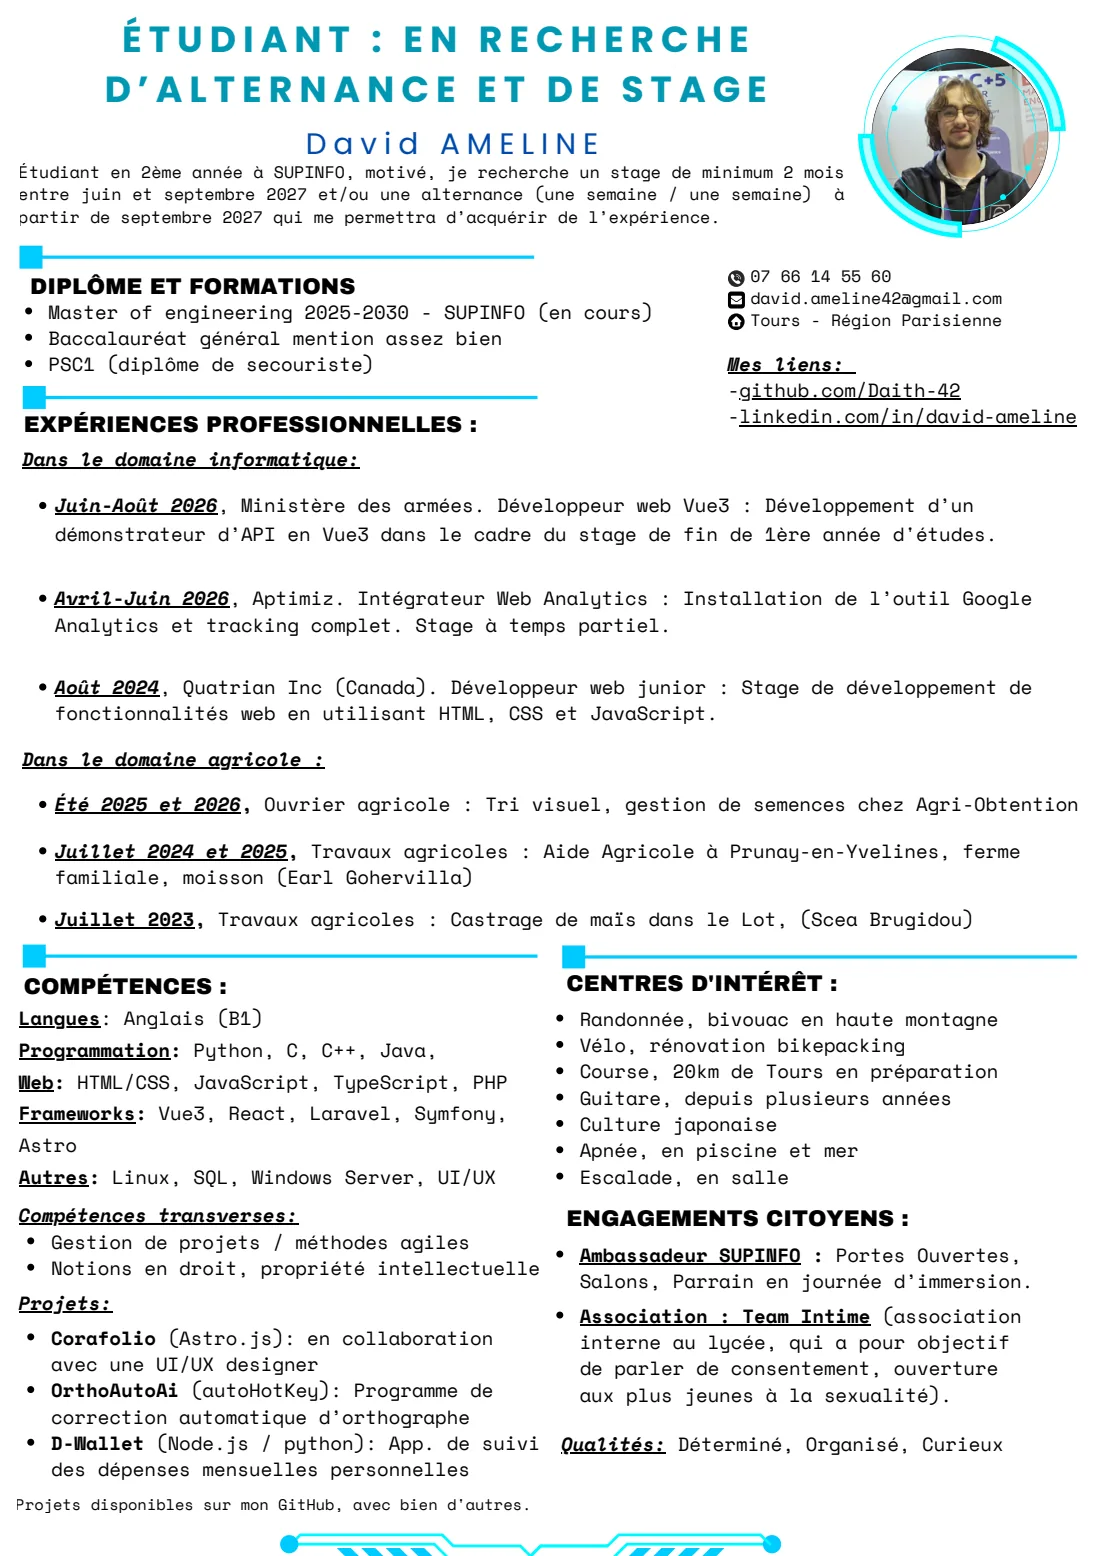 ÉTUDIANT : EN RECHERCHE
D’ALTERNANCE ET DE STAGE
David AMELINE
Étudiant en 2ème année à SUPINFO, motivé, je recherche un stage de minimum 2 mois
entre juin et septembre 2027 et/ou une alternance (une semaine / une semaine) à
partir de septembre 2027 qui me permettra d’acquérir de l’expérience.
DIPLÔME ET FORMATIONS
• Master of engineering 2025-2030 - SUPINFO (en cours)
• Baccalauréat général mention assez bien
• PSC1 (diplôme de secouriste)
07 66 14 55 60
david.ameline42@gmail.com
Tours - Région Parisienne
Mes liens:
-github.com/Daith-42
-linkedin.com/in/david-ameline
EXPÉRIENCES PROFESSIONNELLES :
Dans le domaine informatique:
• Juin-Août 2026, Ministère des armées. Développeur web Vue3 : Développement d’un
démonstrateur d’API en Vue3 dans le cadre du stage de fin de 1ère année d'études.
• Avril-Juin 2026, Aptimiz. Intégrateur Web Analytics : Installation de l’outil Google
Analytics et tracking complet. Stage à temps partiel.
• Août 2024, Quatrian Inc (Canada). Développeur web junior : Stage de développement de
fonctionnalités web en utilisant HTML, CSS et JavaScript.
Dans le domaine agricole :
• Été 2025 et 2026, Ouvrier agricole : Tri visuel, gestion de semences chez Agri-Obtention
• Juillet 2024 et 2025, Travaux agricoles : Aide Agricole à Prunay-en-Yvelines, ferme
familiale, moisson (Earl Gohervilla)
• Juillet 2023, Travaux agricoles : Castrage de maïs dans le Lot, (Scea Brugidou)
COMPÉTENCES :
Langues: Anglais (B1)
Programmation: Python, C, C++, Java,
Web: HTML/CSS, JavaScript, TypeScript, PHP
Frameworks: Vue3, React, Laravel, Symfony,
Astro
Autres: Linux, SQL, Windows Server, UI/UX
Compétences transverses:
• Gestion de projets / méthodes agiles
• Notions en droit, propriété intellectuelle
Projets:
• Corafolio (Astro.js): en collaboration
avec une UI/UX designer
• OrthoAutoAi (autoHotKey): Programme de
correction automatique d’orthographe
• D-Wallet (Node.js / python): App. de suivi
des dépenses mensuelles personnelles
Projets disponibles sur mon GitHub, avec bien d'autres.
CENTRES D'INTÉRÊT :
• Randonnée, bivouac en haute montagne
• Vélo, rénovation bikepacking
• Course, 20km de Tours en préparation
• Guitare, depuis plusieurs années
• Culture japonaise
• Apnée, en piscine et mer
• Escalade, en salle
ENGAGEMENTS CITOYENS :
• Ambassadeur SUPINFO : Portes Ouvertes,
Salons, Parrain en journée d’immersion.
• Association : Team Intime (association
interne au lycée, qui a pour objectif
de parler de consentement, ouverture
aux plus jeunes à la sexualité).
Qualités: Déterminé, Organisé, Curieux